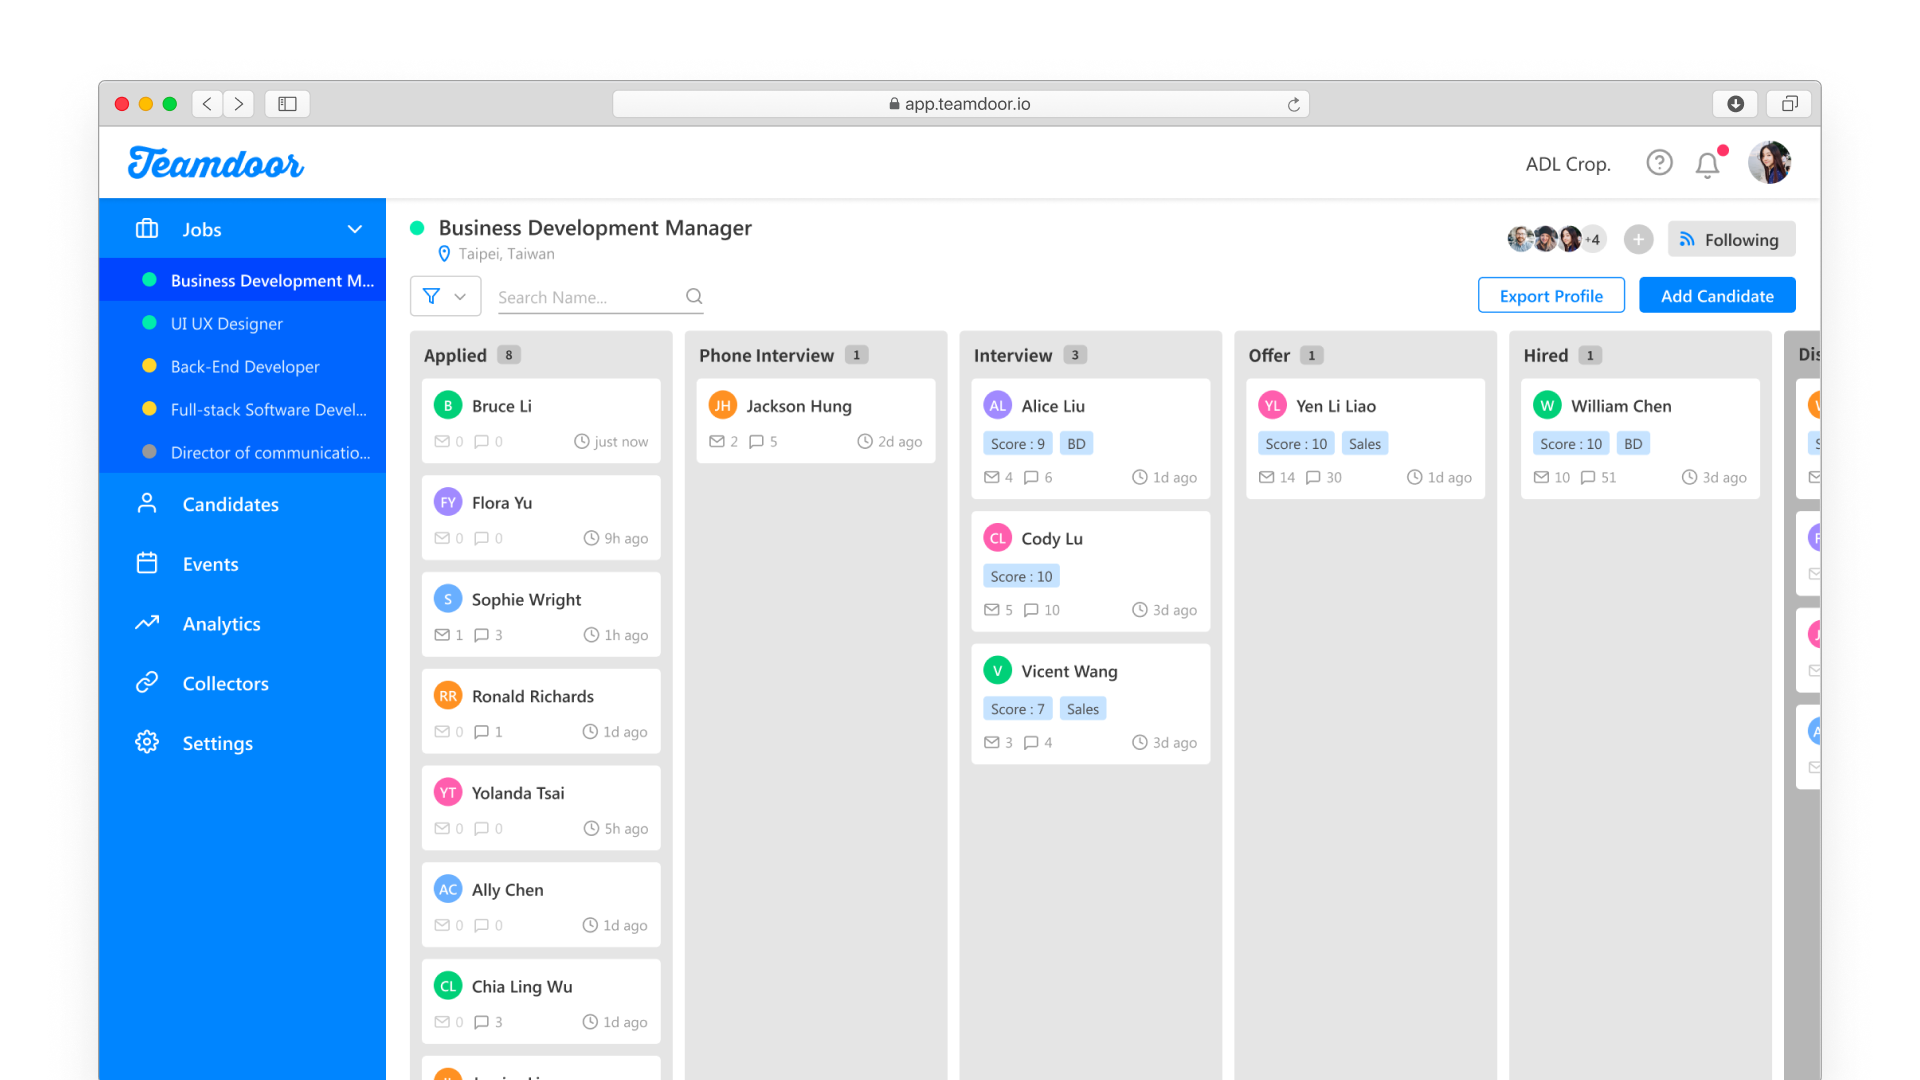 app.teamdoor.io
Teamdoor
ADL Crop.
Jobs
Business Development M...
UI UX Designer
Back-End Developer
Full-stack Software Devel...
Director of communicatio...
Candidates
Events
Analytics
Collectors
Settings
Business Development Manager
Taipei, Taiwan
+4
Following
Search Name...
Export Profile
Add Candidate
Applied 8
B Bruce Li
0 0 just now
FY Flora Yu
0 0 9h ago
S Sophie Wright
1 3 1h ago
RR Ronald Richards
0 1 1d ago
YT Yolanda Tsai
0 0 5h ago
AC Ally Chen
0 0 1d ago
CL Chia Ling Wu
0 3 1d ago
Phone Interview 1
JH Jackson Hung
2 5 2d ago
Interview 3
AL Alice Liu
Score : 9 BD
4 6 1d ago
CL Cody Lu
Score : 10
5 10 3d ago
V Vicent Wang
Score : 7 Sales
3 4 3d ago
Offer 1
YL Yen Li Liao
Score : 10 Sales
14 30 1d ago
Hired 1
W William Chen
Score : 10 BD
10 51 3d ago
Dis